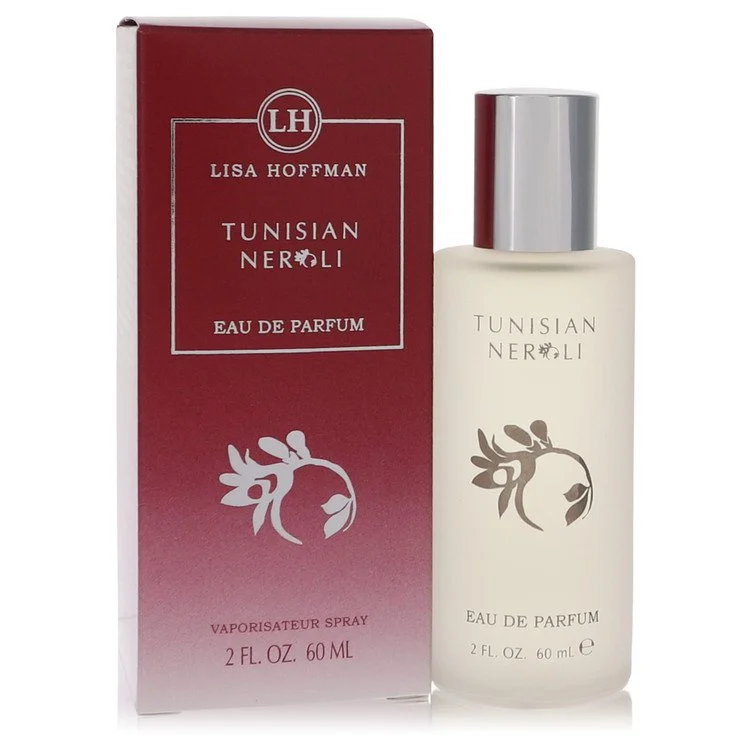 LH
LISA HOFFMAN
TUNISIAN
NEROLI
EAU DE PARFUM
VAPORISATEUR SPRAY
2 FL. OZ. 60 ML
TUNISIAN
NEROLI
EAU DE PARFUM
2 FL. OZ. 60 mL ℮